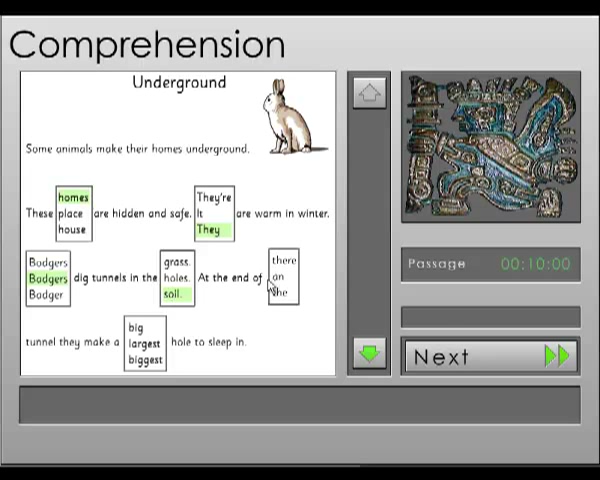 Comprehension
Underground
Some animals make their homes underground.
homes They're
These place are hidden and safe. It are warm in winter.
house They
Badgers grass. there
Badgers dig tunnels in the holes. At the end of an
Badger soil. the
big
tunnel they make a largest hole to sleep in.
biggest
Passage 00:10:00
Next